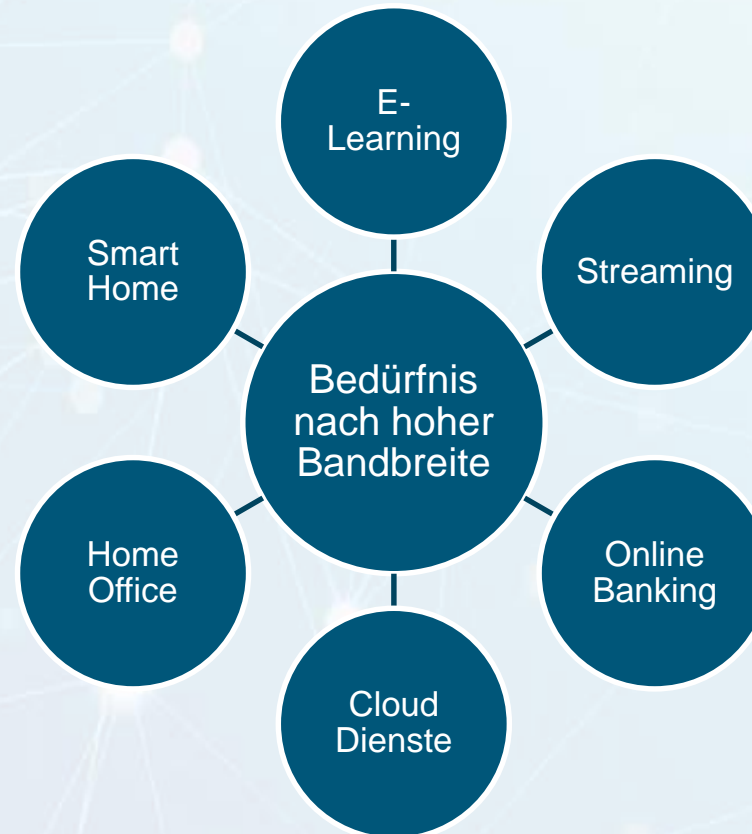 E-
Learning
Smart
Home
Streaming
Bedürfnis
nach hoher
Bandbreite
Home
Office
Online
Banking
Cloud
Dienste